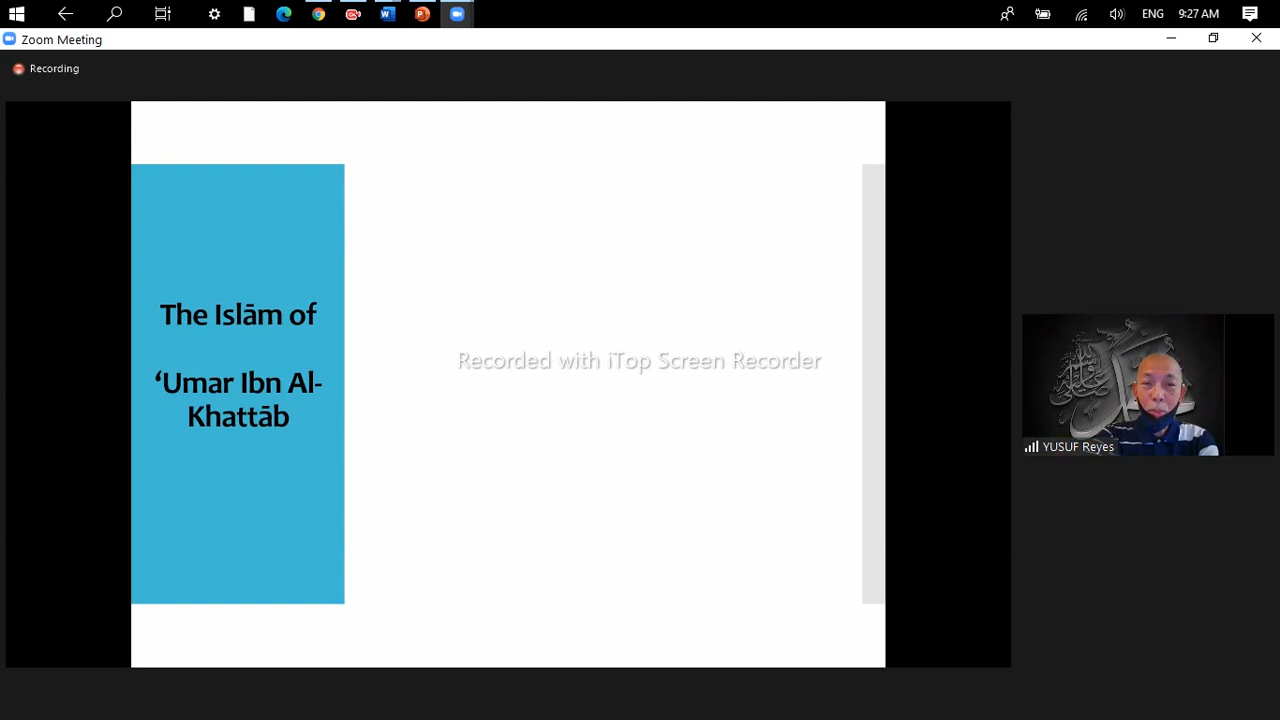 ENG 9:27 AM
Zoom Meeting
Recording
The Islām of
‘Umar Ibn Al-
Khattāb
Recorded with iTop Screen Recorder
YUSUF Reyes